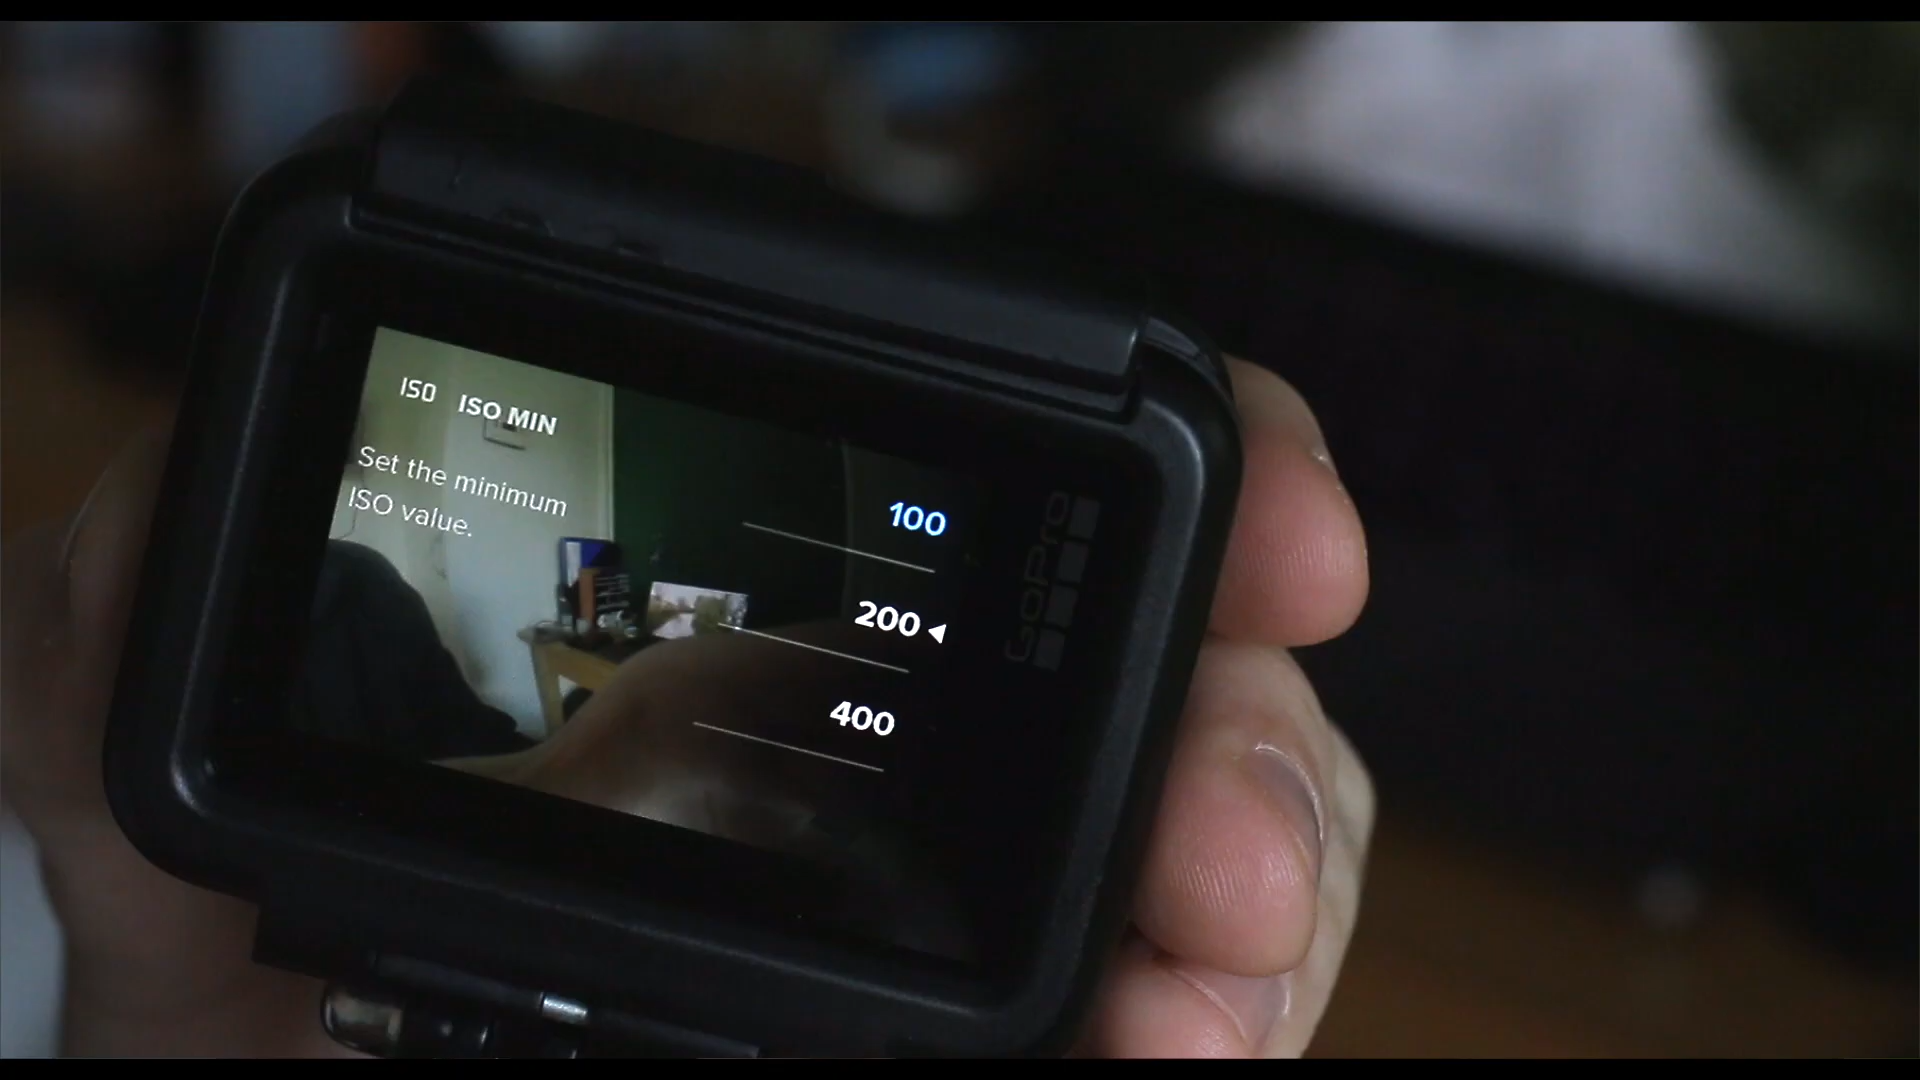 ISO ISO MIN
Set the minimum
ISO value.
100
200
400
GoPro